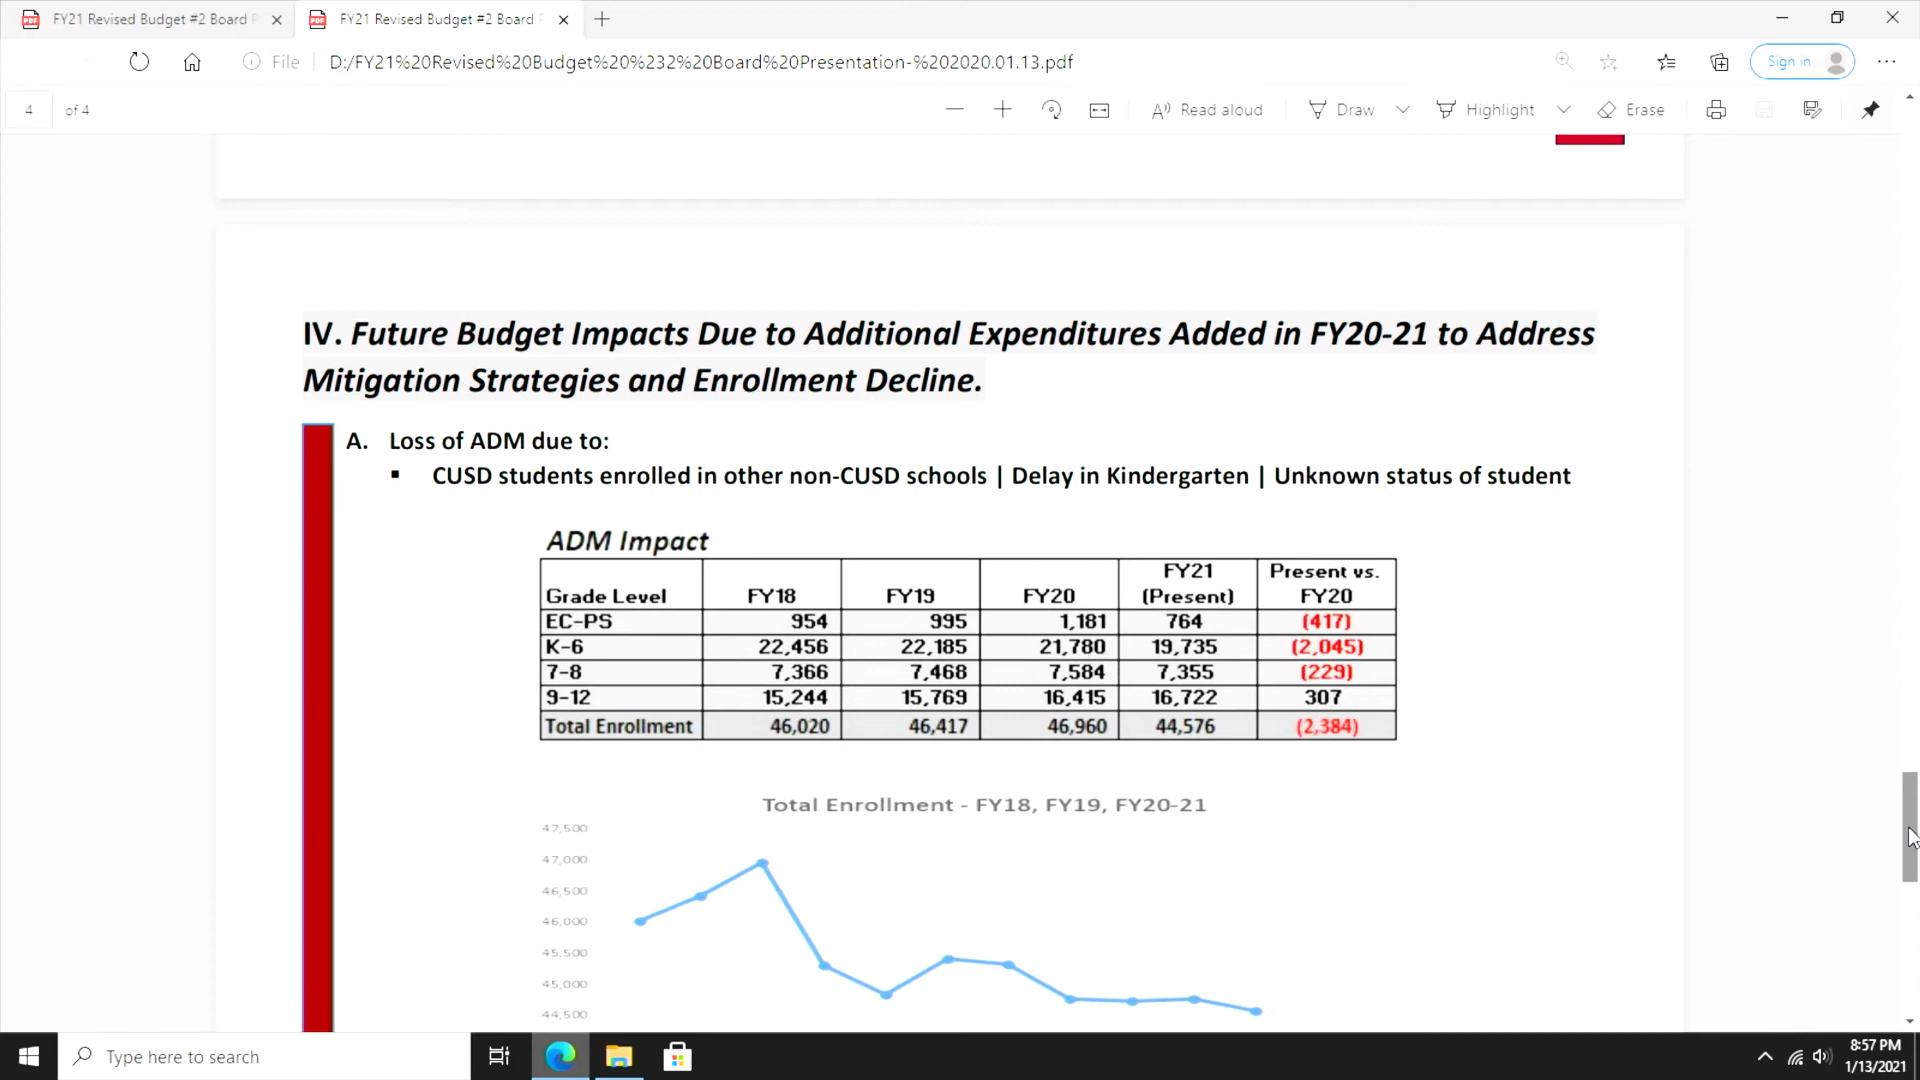 FY21 Revised Budget #2 Board
FY21 Revised Budget #2 Board
File
D:/FY21%20Revised%20Budget%20%232%20Board%20Presentation-%202020.01.13.pdf
Sign in
4 of 4
Read aloud
Draw
Highlight
Erase
IV. Future Budget Impacts Due to Additional Expenditures Added in FY20-21 to Address
Mitigation Strategies and Enrollment Decline.
A. Loss of ADM due to:
▪ CUSD students enrolled in other non-CUSD schools | Delay in Kindergarten | Unknown status of student
ADM Impact
Grade Level FY18 FY19 FY20 FY21 (Present) Present vs. FY20
EC-PS 954 995 1,181 764 (417)
K-6 22,456 22,185 21,780 19,735 (2,045)
7-8 7,366 7,468 7,584 7,355 (229)
9-12 15,244 15,769 16,415 16,722 307
Total Enrollment 46,020 46,417 46,960 44,576 (2,384)
Total Enrollment - FY18, FY19, FY20-21
47,500
47,000
46,500
46,000
45,500
45,000
44,500
Type here to search
8:57 PM
1/13/2021